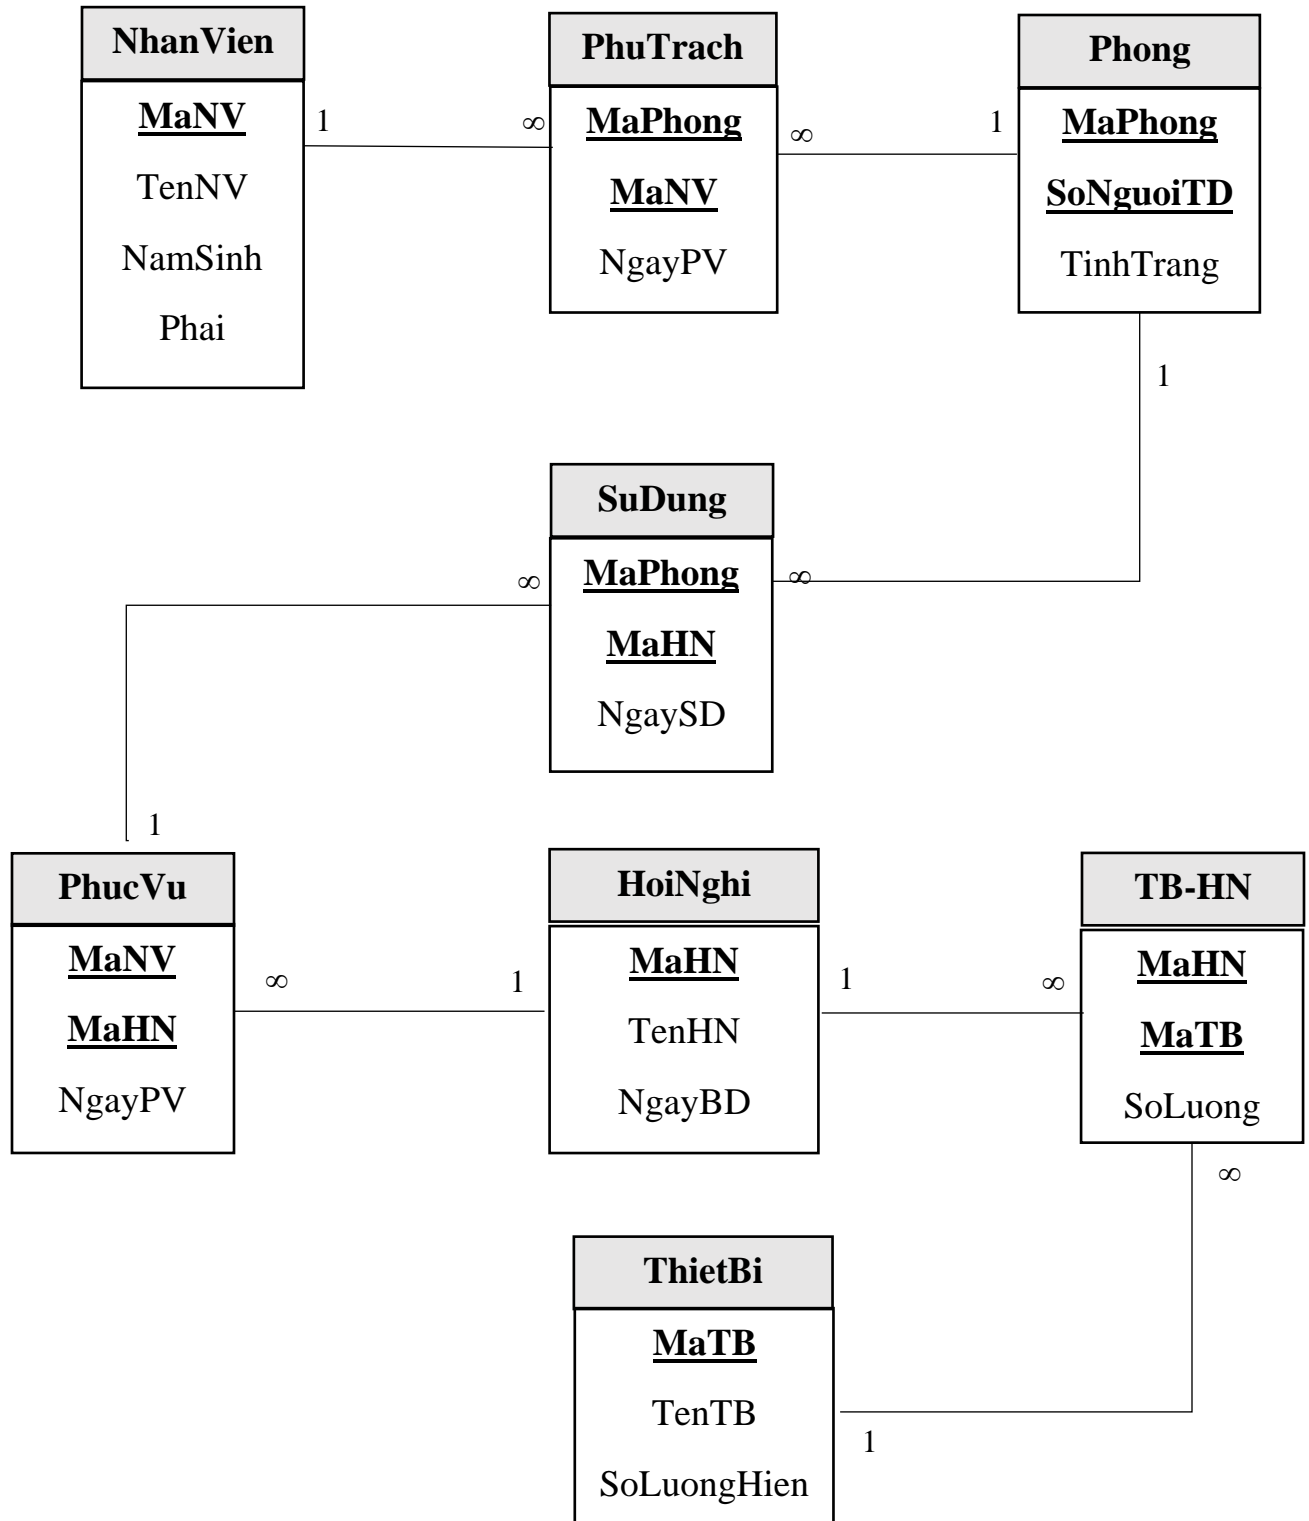 NhanVien
MaNV
TenNV
NamSinh
Phai
1
∞
PhuTrach
MaPhong
MaNV
NgayPV
∞
1
Phong
MaPhong
SoNguoiTD
TinhTrang
1
SuDung
MaPhong
MaHN
NgaySD
∞
∞
1
PhucVu
MaNV
MaHN
NgayPV
∞
1
HoiNghi
MaHN
TenHN
NgayBD
1
∞
TB-HN
MaHN
MaTB
SoLuong
∞
ThietBi
MaTB
TenTB
SoLuongHien
1